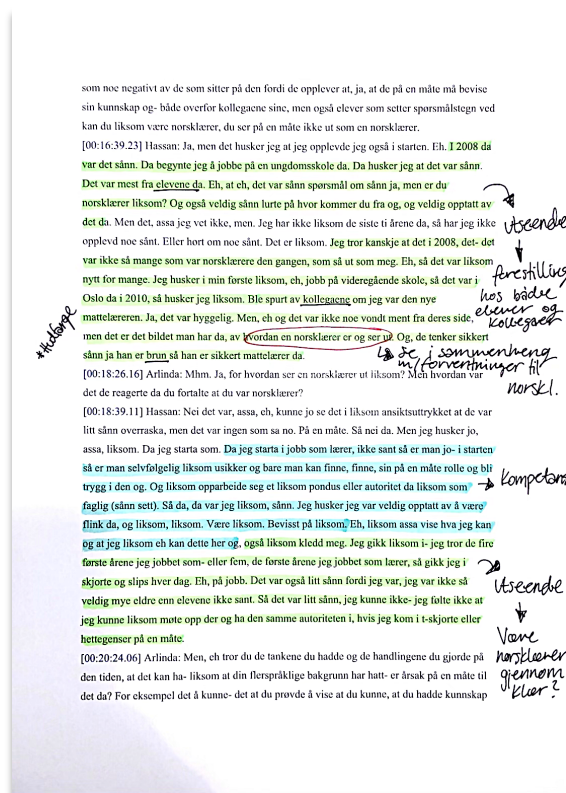 som noe negativt av de som sitter på den fordi de opplever at, ja, at de på en måte må bevise
sin kunnskap og- både overfor kollegaene sine, men også elever som setter spørsmålstegn ved
kan du liksom være norsklærer, du ser på en måte ikke ut som en norsklærer.
[00:16:39.23] Hassan: Ja, men det husker jeg at jeg opplevde jeg også i starten. Eh. I 2008 da
var det sånn. Da begynte jeg å jobbe på en ungdomsskole da. Da husker jeg at det var sånn.
Det var mest fra elevene da. Eh, at eh, det var sånn spørsmål om sånn ja, men er du
norsklærer liksom? Og også veldig sånn lurte på hvor kommer du fra og, og veldig opptatt av
det da. Men det, assa jeg vet ikke, men. Jeg har ikke liksom de siste ti årene da, så har jeg ikke
opplevd noe sånt. Eller hørt om noe sånt. Det er liksom. Jeg tror kanskje at det i 2008, det- det
var ikke så mange som var norsklærere den gangen, som så ut som meg. Eh, så det var liksom
nytt for mange. Jeg husker i min første liksom, eh, jobb på videregående skole, så det var i
Oslo da i 2010, så husker jeg liksom. Ble spurt av kollegaene om jeg var den nye
mattelæreren. Ja, det var hyggelig. Men, eh og det var ikke noe vondt ment fra deres side,
men det er det bildet man har da, av hvordan en norsklærer er og ser ut. Og, de tenker sikkert
sånn ja han er brun så han er sikkert mattelærer da.
[00:18:26.16] Arlinda: Mhm. Ja, for hvordan ser en norsklærer ut liksom? Men hvordan var
det de reagerte da du fortalte at du var norsklærer?
[00:18:39.11] Hassan: Nei det var, assa, eh, kunne jo se det i liksom ansiktsuttrykket at de var
litt sånn overraska, men det var ingen som sa no. På en måte. Så nei da. Men jeg husker jo,
assa, liksom. Da jeg starta som. Da jeg starta i jobb som lærer, ikke sant så er man jo- i starten
så er man selvfølgelig liksom usikker og bare man kan finne, finne, sin på en måte rolle og bli
trygg i den og. Og liksom opparbeide seg et liksom pondus eller autoritet da liksom som
faglig (sånn sett). Så da, da var jeg liksom, sånn. Jeg husker jeg var veldig opptatt av å være
flink da, og liksom, liksom. Være liksom. Bevisst på liksom. Eh, liksom assa vise hva jeg kan
og at jeg liksom eh kan dette her og, også liksom kledd meg. Jeg gikk liksom i- jeg tror de fire
første årene jeg jobbet som- eller fem, de første årene jeg jobbet som lærer, så gikk jeg i
skjorte og slips hver dag. Eh, på jobb. Det var også litt sånn fordi jeg var, jeg var ikke så
veldig mye eldre enn elevene ikke sant. Så det var litt sånn, jeg kunne ikke- jeg følte ikke at
jeg kunne liksom møte opp der og ha den samme autoriteten i, hvis jeg kom i t-skjorte eller
hettegenser på en måte.
[00:20:24.06] Arlinda: Men, eh tror du de tankene du hadde og de handlingene du gjorde på
den tiden, at det kan ha- liksom at din flerspråklige bakgrunn har hatt- er årsak på en måte til
det da? For eksempel det å kunne- det at du prøvde å vise at du kunne, at du hadde kunnskap
utseende
forestilling
hos både
elever og
kollegaer
*Hudfarge
Se i sammenheng
m/forventninger til
norskl.
Kompetans
Utseende
Være
norsklærer
gjennom
klær?